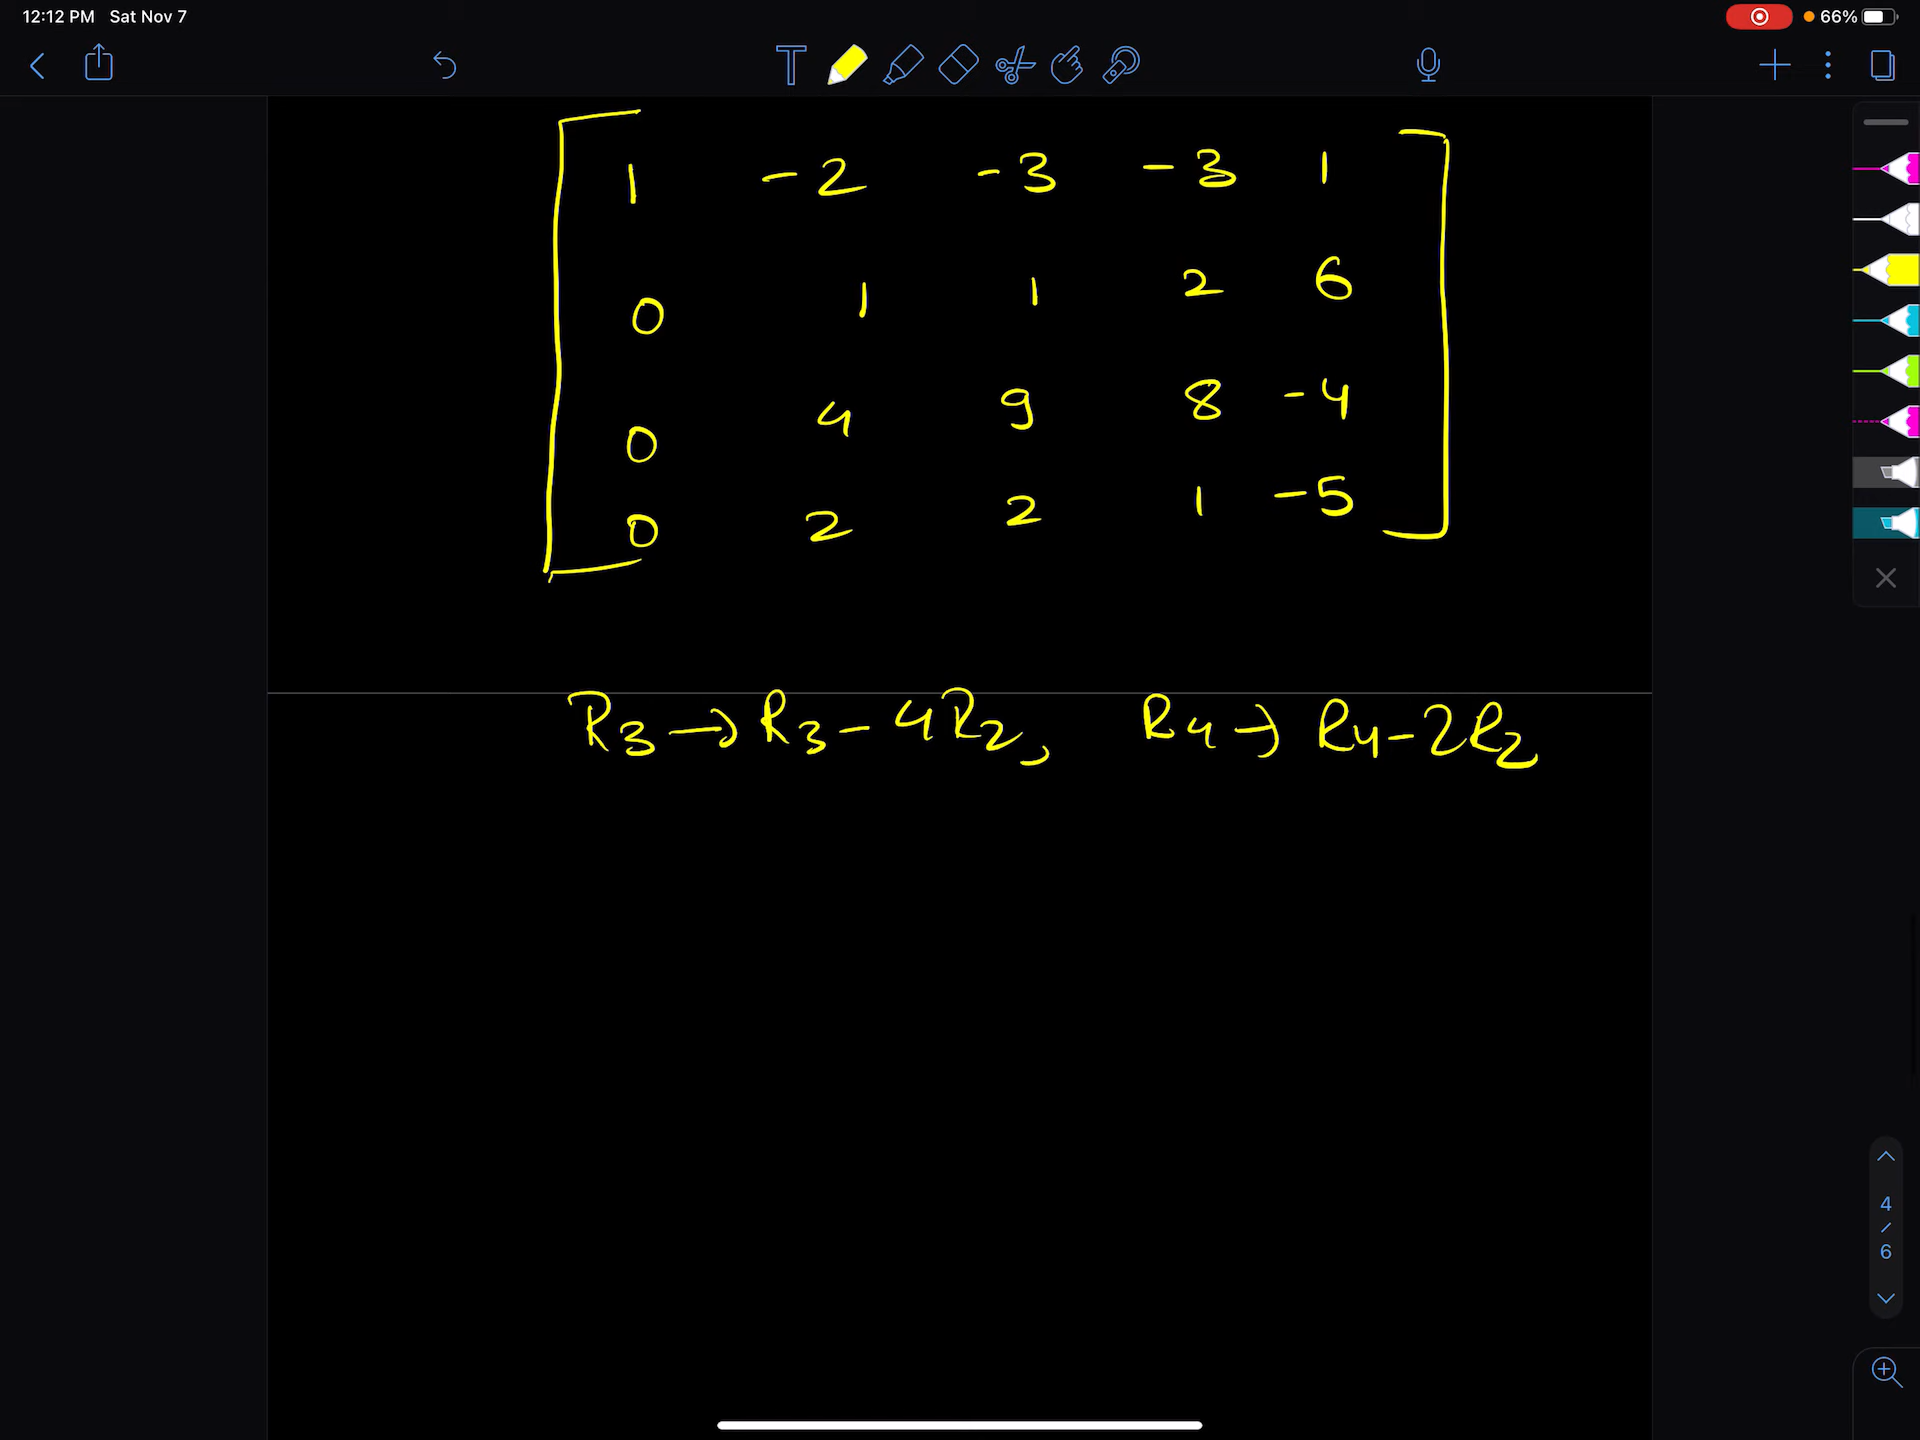 12:12 PM Sat Nov 7 66%
T
1 -2 -3 -3 1
0 1 1 2 6
0 4 9 8 -4
0 2 2 1 -5
R3 → R3 - 4R2, R4 → R4 - 2R2
4
/
6